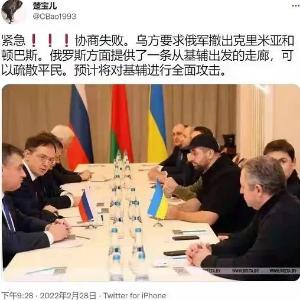 楚宝儿
@CBao1993
紧急❗❗❗协商失败。乌方要求俄军撤出克里米亚和
顿巴斯。俄罗斯方面提供了一条从基辅出发的走廊，可
以疏散平民。预计将对基辅进行全面攻击。
下午9:28 · 2022年2月28日 · Twitter for iPhone